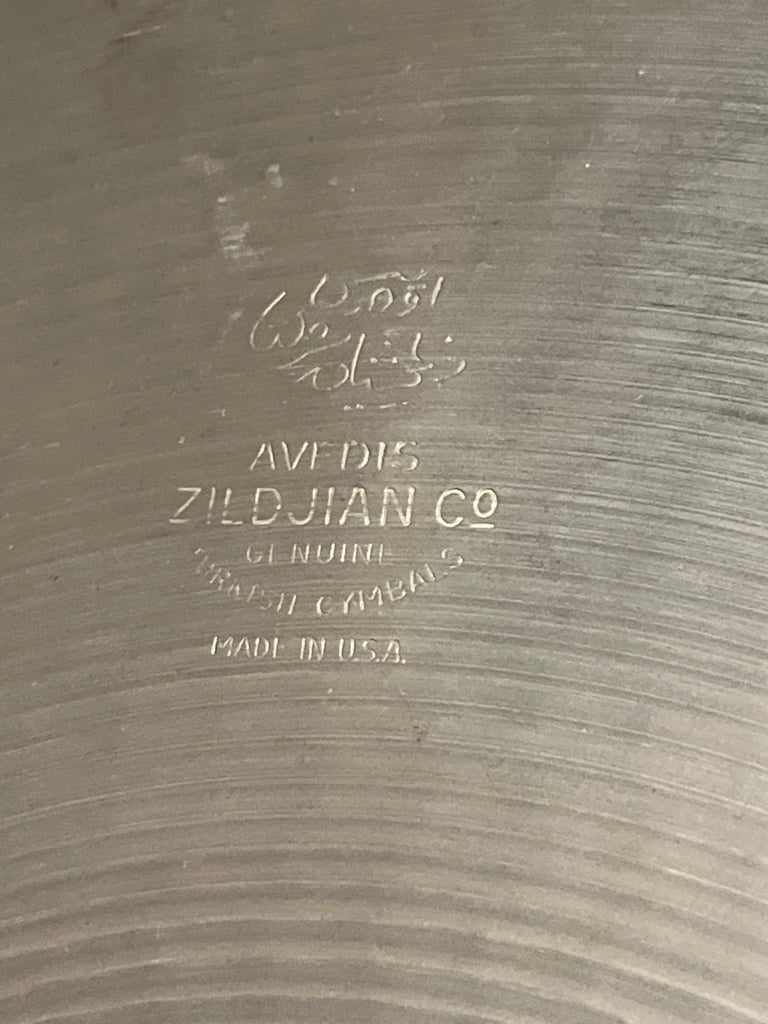 AVEDIS
ZILDJIAN Cº
GENUINE
TURKISH CYMBALS
MADE IN U.S.A.